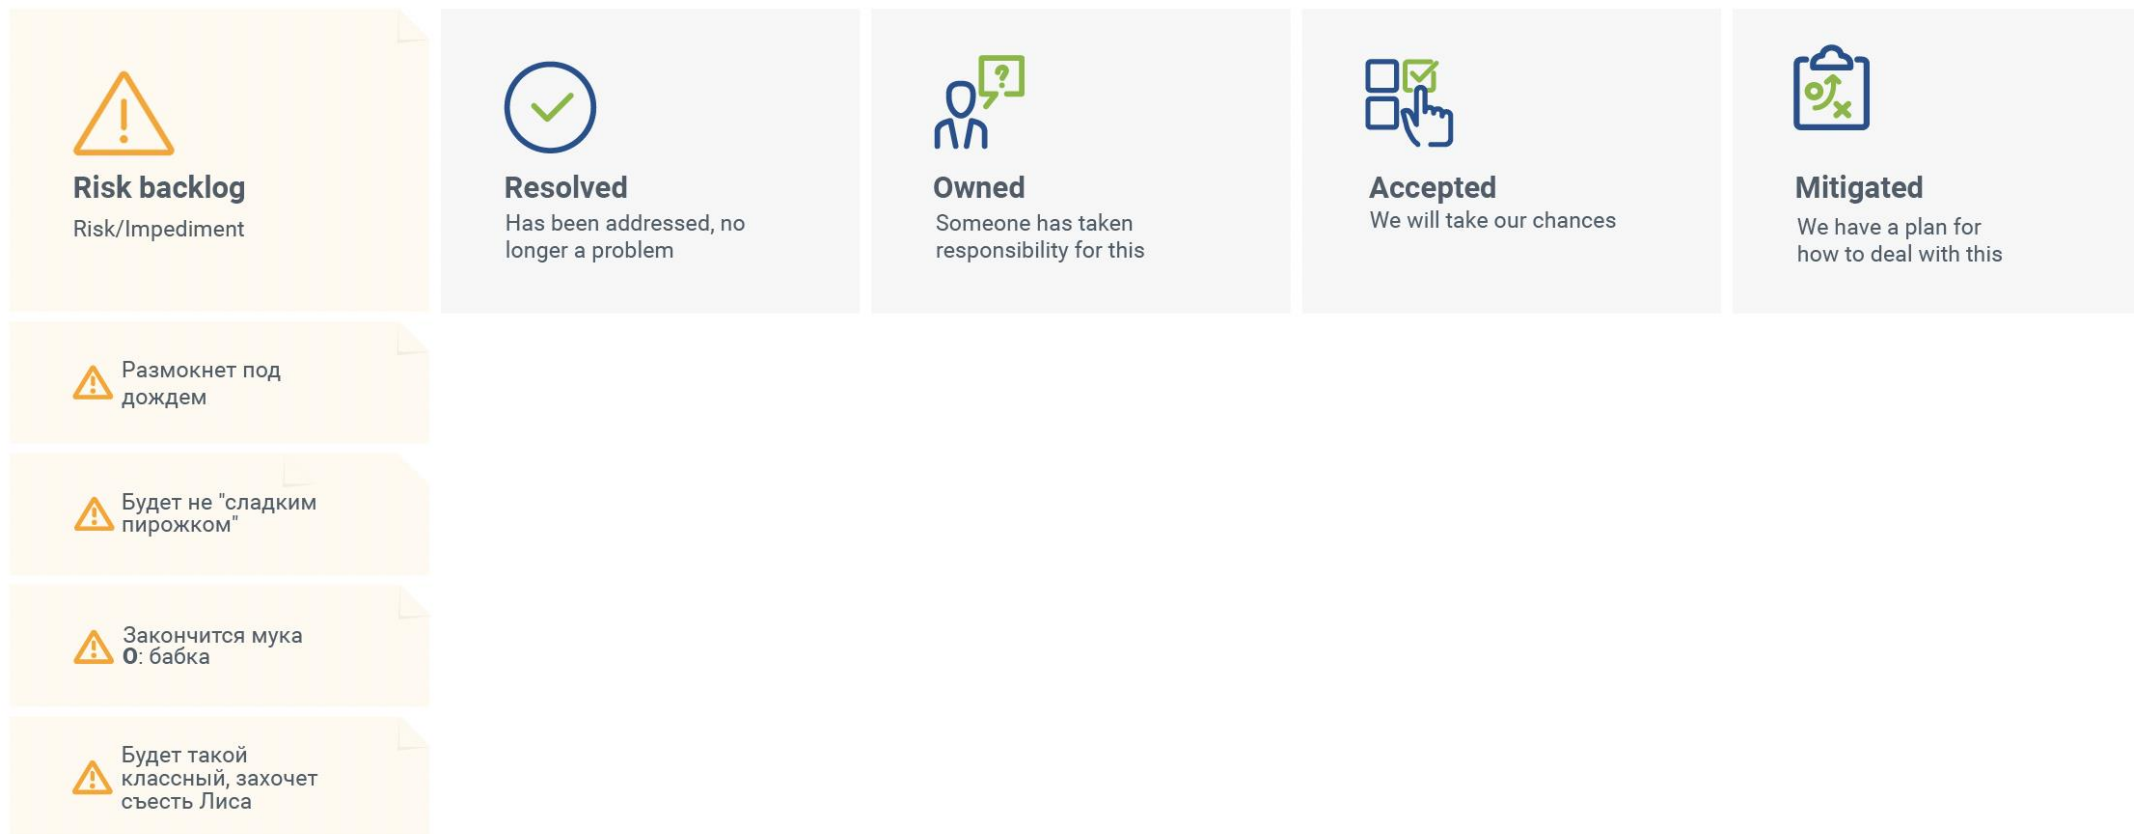 Risk backlog
Risk/Impediment
Resolved
Has been addressed, no
longer a problem
Owned
Someone has taken
responsibility for this
Accepted
We will take our chances
Mitigated
We have a plan for
how to deal with this
Размокнет под
дождем
Будет не "сладким
пирожком"
Закончится мука
О: бабка
Будет такой
классный, захочет
съесть Лиса